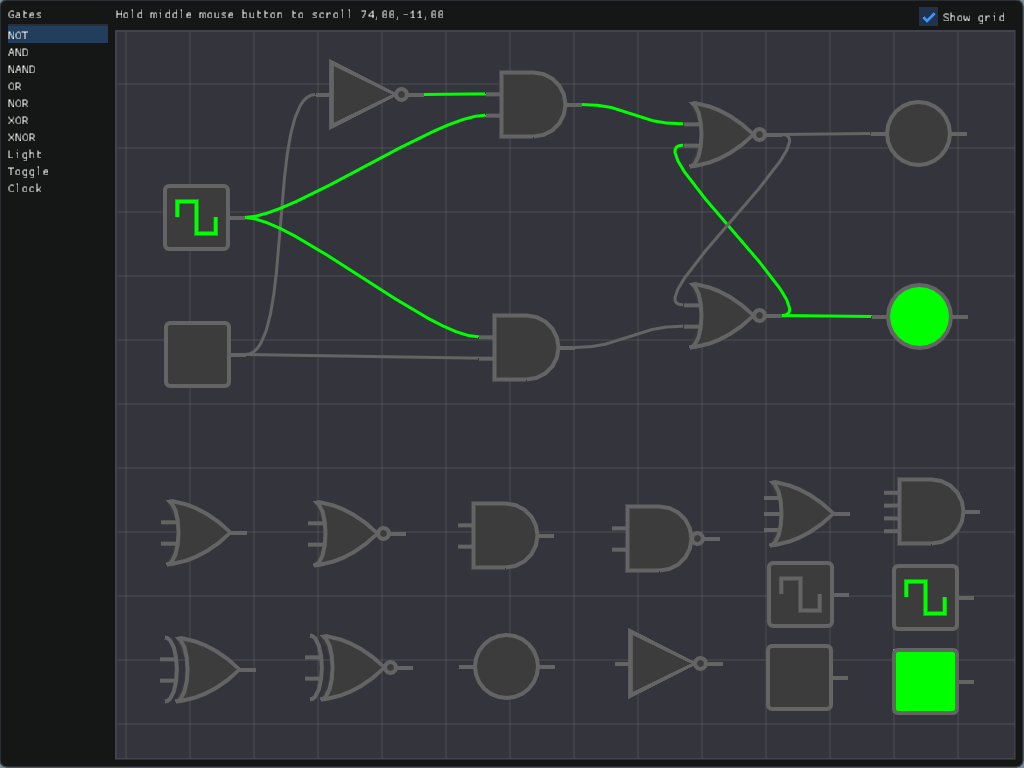 Gates
Hold middle mouse button to scroll 74,00,-11,00
Show grid
NOT
AND
NAND
OR
NOR
XOR
XNOR
Light
Toggle
Clock